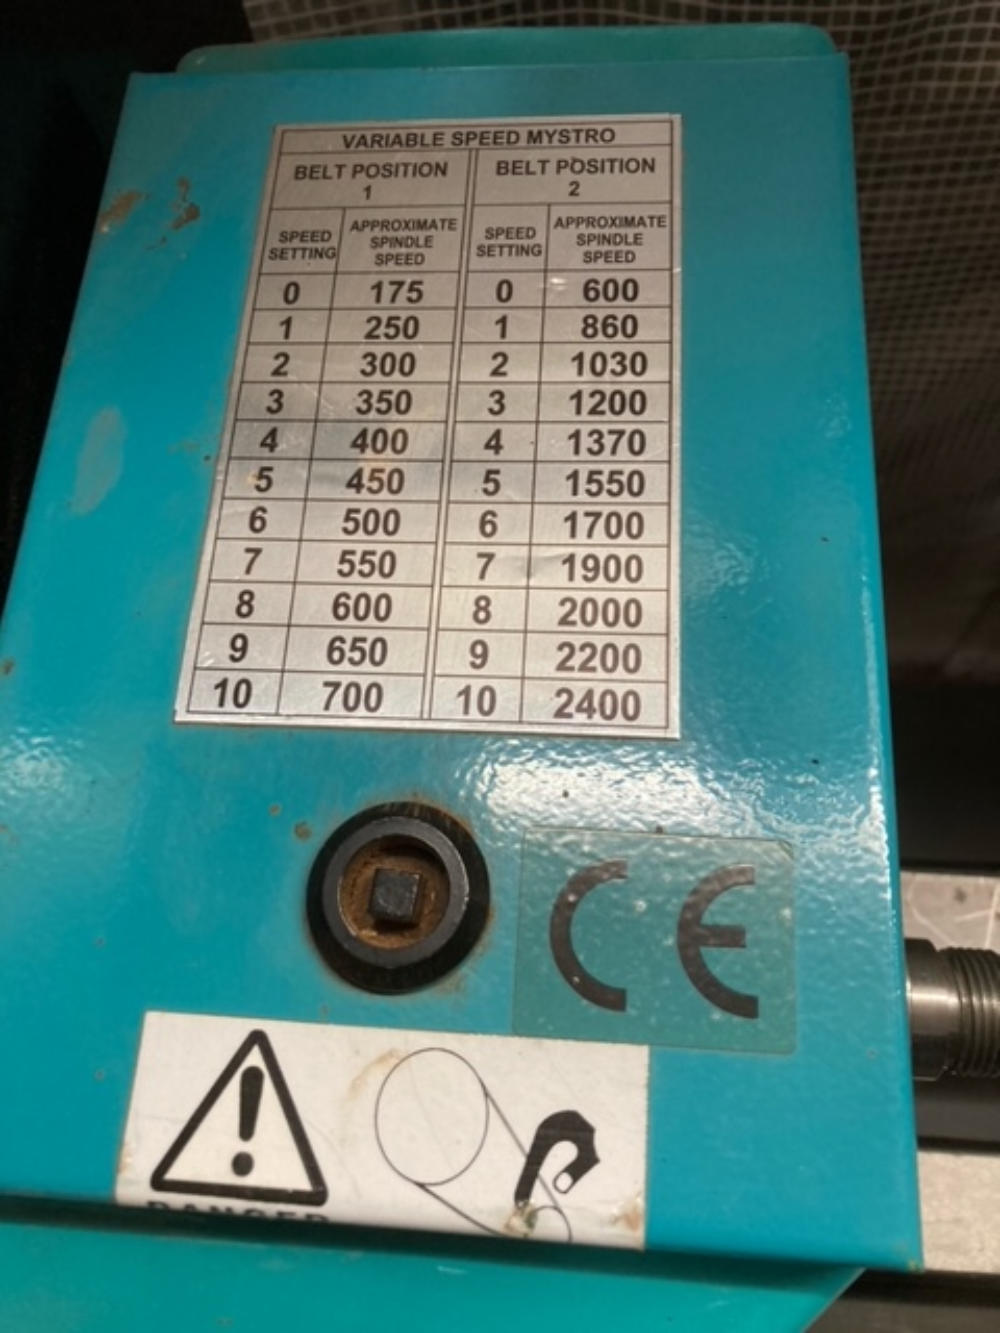 VARIABLE SPEED MYSTRO
BELT POSITION 1 BELT POSITION 2
SPEED SETTING APPROXIMATE SPINDLE SPEED SPEED SETTING APPROXIMATE SPINDLE SPEED
0 175 0 600
1 250 1 860
2 300 2 1030
3 350 3 1200
4 400 4 1370
5 450 5 1550
6 500 6 1700
7 550 7 1900
8 600 8 2000
9 650 9 2200
10 700 10 2400
CE
DANGER